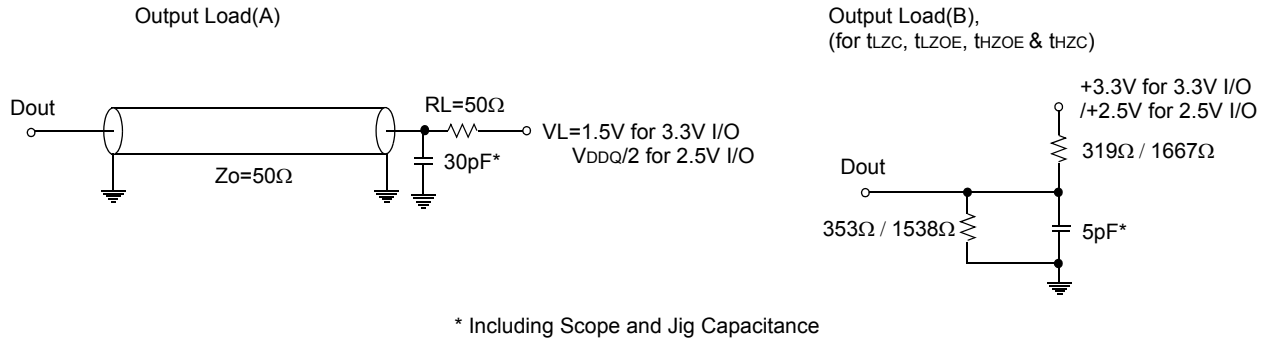 Output Load(A)
Dout
Zo=50Ω
RL=50Ω
30pF*
VL=1.5V for 3.3V I/O
VDDQ/2 for 2.5V I/O
Output Load(B),
(for tLZC, tLZOE, tHZOE & tHZC)
+3.3V for 3.3V I/O
/+2.5V for 2.5V I/O
319Ω / 1667Ω
Dout
353Ω / 1538Ω
5pF*
* Including Scope and Jig Capacitance